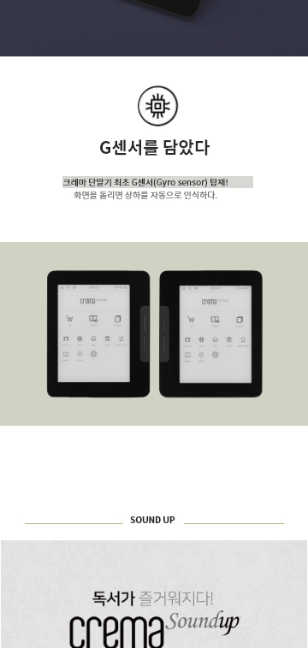 G센서를 담았다
크레마 단말기 최초 G센서(Gyro sensor) 탑재!
화면을 돌리면 상하를 자동으로 인식하다.
crema
crema
SOUND UP
독서가 즐거워지다!
crema Soundup